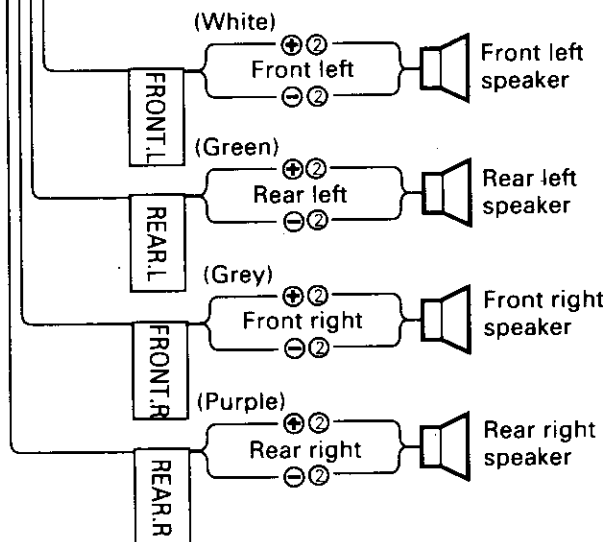 (White)
⊕②
Front left
⊖②
Front left
speaker
FRONT.L
(Green)
⊕②
Rear left
⊖②
Rear left
speaker
REAR.L
(Grey)
⊕②
Front right
⊖②
Front right
speaker
FRONT.R
(Purple)
⊕②
Rear right
⊖②
Rear right
speaker
REAR.R